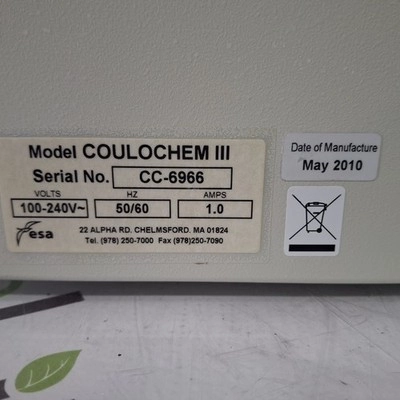 Model COULOCHEM III
Serial No. CC-6966
VOLTS HZ AMPS
100-240V~ 50/60 1.0
esa
22 ALPHA RD. CHELMSFORD. MA 01824
Tel. (978) 250-7000 Fax (978)250-7090
Date of Manufacture
May 2010